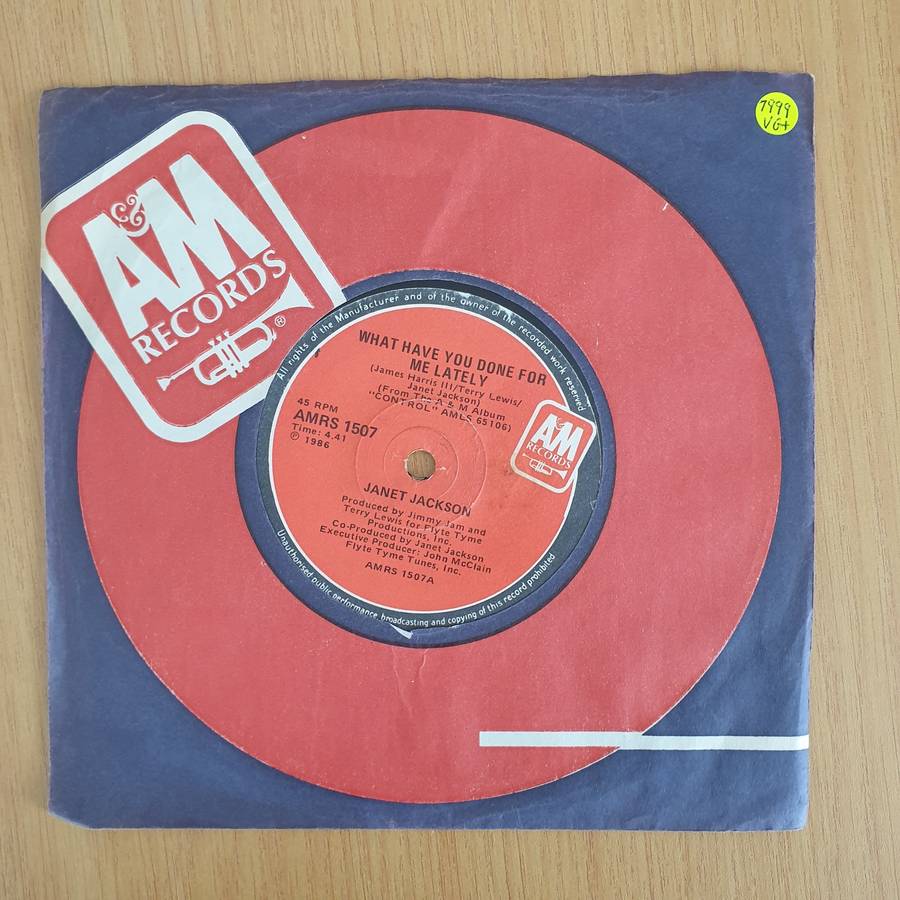 7999
VG+
A&M
RECORDS
®
All rights of the Manufacturer and of the owner of the recorded work reserved
WHAT HAVE YOU DONE FOR
ME LATELY
(James Harris III/Terry Lewis/
Janet Jackson)
(From The A & M Album
"CONTROL" AMLS 65106)
45 RPM
AMRS 1507
Time: 4.41
℗ 1986
A&M
RECORDS
JANET JACKSON
Produced by Jimmy Jam and
Terry Lewis for Flyte Tyme
Productions, Inc.
Co-Produced by Janet Jackson
Executive Producer: John McClain
Flyte Tyme Tunes, Inc.
AMRS 1507A
Unauthorised public performance broadcasting and copying of this record prohibited